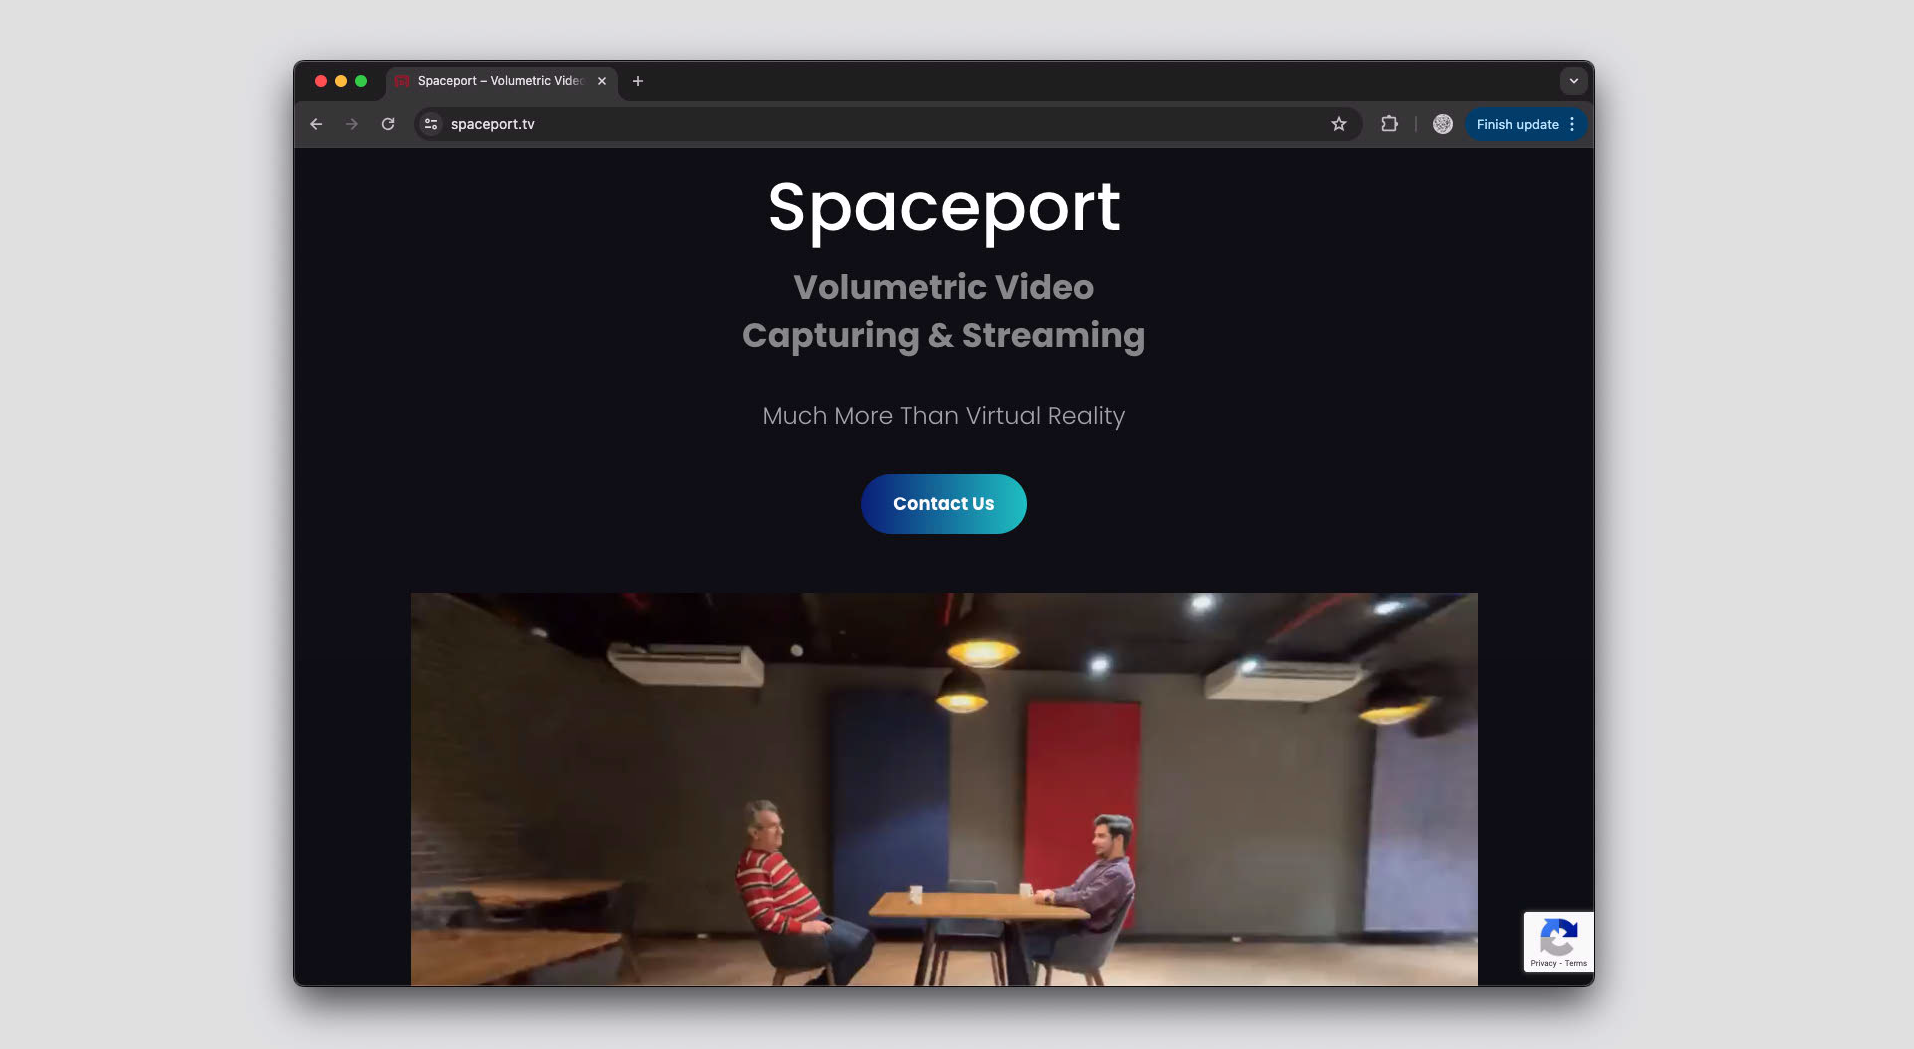 Spaceport – Volumetric Video
spaceport.tv
Finish update
Spaceport
Volumetric Video
Capturing & Streaming
Much More Than Virtual Reality
Contact Us
Privacy - Terms